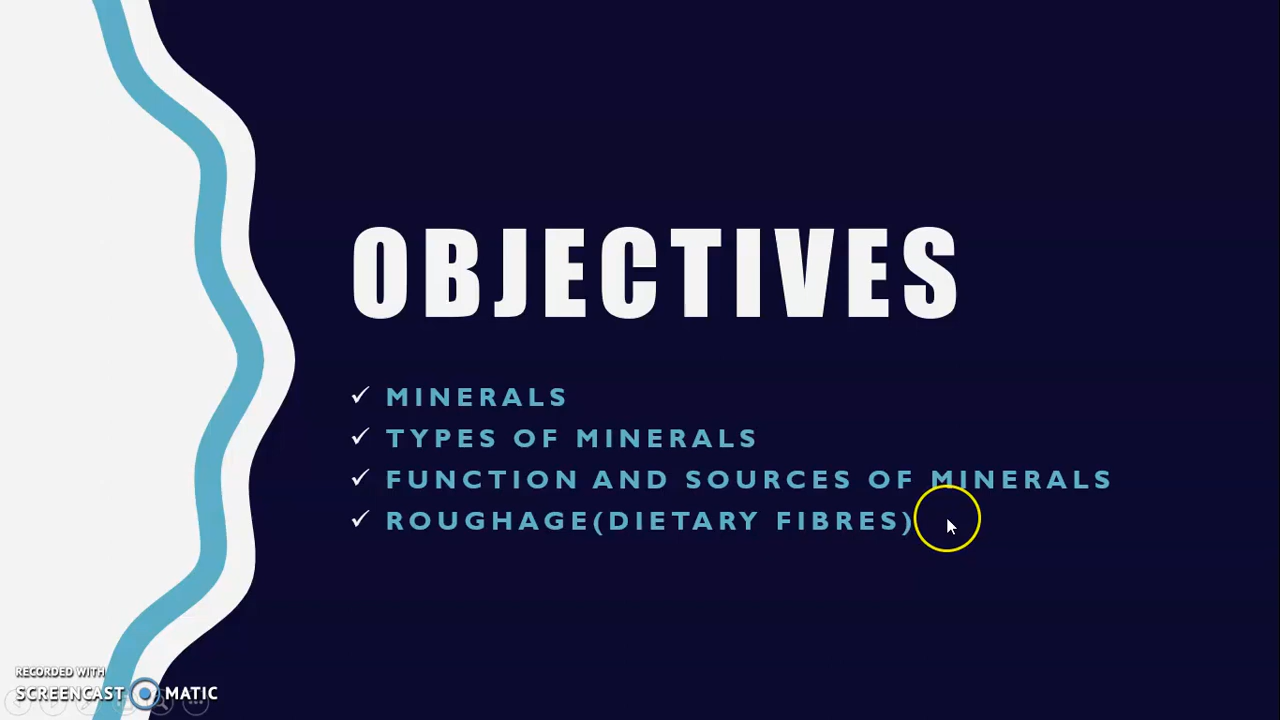 OBJECTIVES
✓ MINERALS
✓ TYPES OF MINERALS
✓ FUNCTION AND SOURCES OF MINERALS
✓ ROUGHAGE(DIETARY FIBRES)
RECORDED WITH
SCREENCAST MATIC